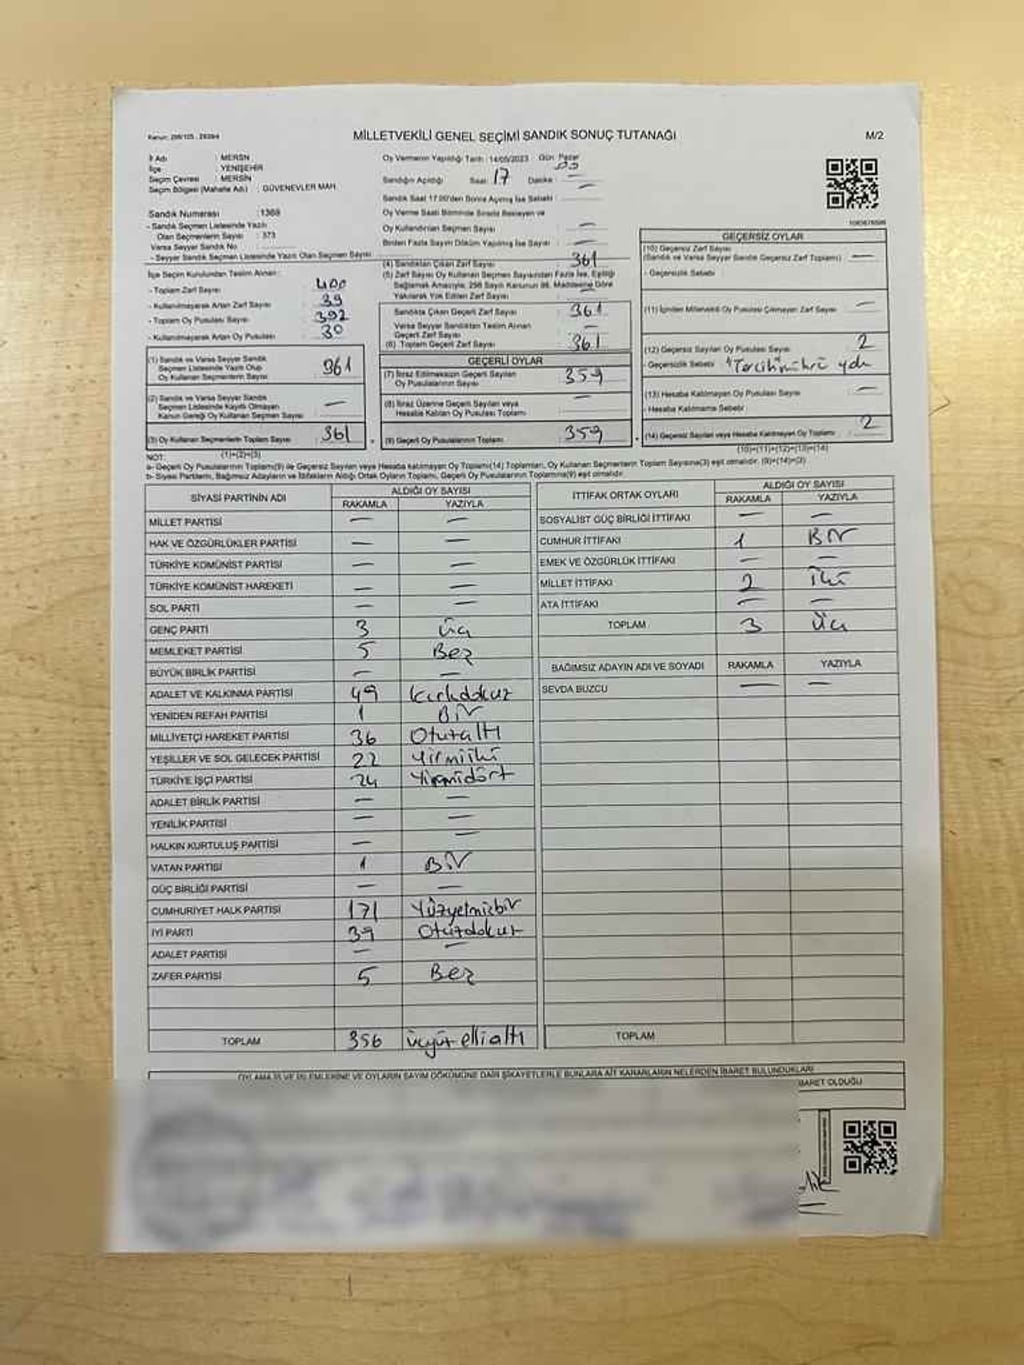 Kanun: 298/105 - 2839/4
MİLLETVEKİLİ GENEL SEÇİMİ SANDIK SONUÇ TUTANAĞI
M/2
İl Adı : MERSİN
İlçe : YENİŞEHİR
Seçim Çevresi : MERSİN
Seçim Bölgesi (Mahalle Adı) : GÜVENEVLER MAH.
Oy Vermenin Yapıldığı Tarih : 14/05/2023 Gün: Pazar
Sandığın Açıldığı Saat: 17 Dakika :
Sandık Saat 17.00'den Sonra Açılmış İse Sebebi :
Sandık Numarası : 1369
- Sandık Seçmen Listesinde Yazılı
Olan Seçmenlerin Sayısı : 373
Varsa Seyyar Sandık No
- Seyyar Sandık Seçmen Listesinde Yazılı Olan Seçmen Sayısı
Oy Verme Saati Bitiminde Sırada Bekleyen ve
Oy Kullandırılan Seçmen Sayısı —
Birden Fazla Sayım Döküm Yapılmış İse Sayısı —
İlçe Seçim Kurulundan Teslim Alınan :
- Toplam Zarf Sayısı 400
- Kullanılmayarak Artan Zarf Sayısı 39
- Toplam Oy Pusulası Sayısı 392
- Kullanılmayarak Artan Oy Pusulası 30
(1) Sandık ve Varsa Seyyar Sandık
Seçmen Listesinde Yazılı Olup
Oy Kullanan Seçmenlerin Sayısı 361
(2) Sandık ve Varsa Seyyar Sandık
Seçmen Listesinde Kayıtlı Olmayan
Kanun Gereği Oy Kullanan Seçmen Sayısı —
(3) Oy Kullanan Seçmenlerin Toplam Sayısı 361
(1)+(2)=(3)
(4) Sandıktan Çıkan Zarf Sayısı 361
(5) Zarf Sayısı Oy Kullanan Seçmen Sayısından Fazla İse, Eşitliği
Sağlamak Amacıyla, 298 Sayılı Kanunun 98. Maddesine Göre
Yakılarak Yok Edilen Zarf Sayısı —
Sandıkta Çıkan Geçerli Zarf Sayısı 361
Varsa Seyyar Sandıktan Teslim Alınan
Geçerli Zarf Sayısı —
(6) Toplam Geçerli Zarf Sayısı 361
GEÇERLİ OYLAR
(7) İtiraz Edilmeksizin Geçerli Sayılan
Oy Pusulalarının Sayısı 359
(8) İtiraz Üzerine Geçerli Sayılan veya
Hesaba Katılan Oy Pusulası Toplamı —
(9) Geçerli Oy Pusulalarının Toplamı 359
GEÇERSİZ OYLAR
(10) Geçersiz Zarf Sayısı
(Sandık ve Varsa Seyyar Sandık Geçersiz Zarf Toplamı) —
- Geçersizlik Sebebi
(11) İçinden Milletvekili Oy Pusulası Çıkmayan Zarf Sayısı —
(12) Geçersiz Sayılan Oy Pusulası Sayısı 2
- Geçersizlik Sebebi
(13) Hesaba Katılmayan Oy Pusulası Sayısı —
- Hesaba Katılmama Sebebi
(14) Geçersiz Sayılan veya Hesaba Katılmayan Oy Toplamı 2
(10)+(11)+(12)+(13)=(14)
NOT:
a- Geçerli Oy Pusulaları Toplamı(9) ile Geçersiz Sayılan veya Hesaba katılmayan Oy Toplamı(14) Toplamları, Oy Kullanan Seçmenlerin Toplam Sayısına(3) eşit olmalıdır. (9)+(14)=(3)
b- Siyasi Partilerin, Bağımsız Adayların ve İttifakların Aldığı Oyların Toplamı, Geçerli Oy Pusulalarının Toplamına(9) eşit olmalıdır.
SİYASİ PARTİNİN ADI ALDIĞI OY SAYISI
RAKAMLA YAZIYLA
MİLLET PARTİSİ — —
HAK VE ÖZGÜRLÜKLER PARTİSİ — —
TÜRKİYE KOMÜNİST PARTİSİ — —
TÜRKİYE KOMÜNİST HAREKETİ — —
SOL PARTİ — —
GENÇ PARTİ 3 Üç
MEMLEKET PARTİSİ 5 Beş
BÜYÜK BİRLİK PARTİSİ — —
ADALET VE KALKINMA PARTİSİ 49 Kırkdokuz
YENİDEN REFAH PARTİSİ 1 Bir
MİLLİYETÇİ HAREKET PARTİSİ 36 Otuzaltı
YEŞİLLER VE SOL GELECEK PARTİSİ 22 Yirmiiki
TÜRKİYE İŞÇİ PARTİSİ 24 Yirmidört
ADALET BİRLİK PARTİSİ — —
YENİLİK PARTİSİ — —
HALKIN KURTULUŞ PARTİSİ — —
VATAN PARTİSİ 1 Bir
GÜÇ BİRLİĞİ PARTİSİ — —
CUMHURİYET HALK PARTİSİ 171 Yüzyetmişbir
İYİ PARTİ 39 Otuzdokuz
ADALET PARTİSİ — —
ZAFER PARTİSİ 5 Beş
TOPLAM 356 üçyüz elli altı
İTTİFAK ORTAK OYLARI ALDIĞI OY SAYISI
RAKAMLA YAZIYLA
SOSYALİST GÜÇ BİRLİĞİ İTTİFAKI — —
CUMHUR İTTİFAKI 1 Bir
EMEK VE ÖZGÜRLÜK İTTİFAKI — —
MİLLET İTTİFAKI 2 İki
ATA İTTİFAKI — —
TOPLAM 3 Üç
BAĞIMSIZ ADAYIN ADI VE SOYADI RAKAMLA YAZIYLA
SEVDA BUZCU — —
TOPLAM
OYLAMA İŞ VE İŞLEMLERİNE VE OYLARIN SAYIM DÖKÜMÜNE DAİR ŞİKAYETLERLE BUNLARA AİT KARARLARIN NELERDEN İBARET BULUNDUKLARI
BARET OLDUĞU